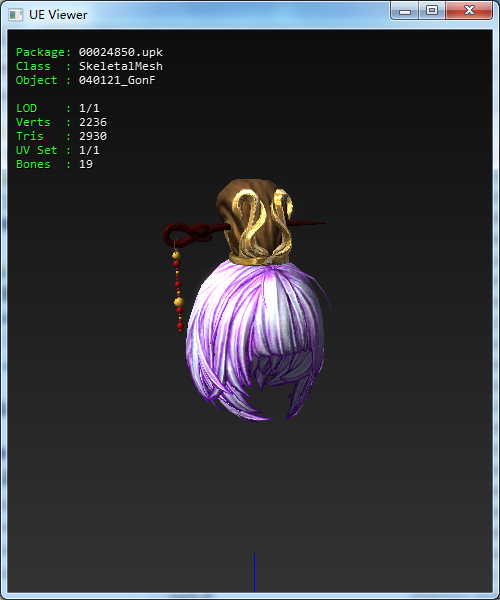 UE Viewer
Package: 00024850.upk
Class : SkeletalMesh
Object : 040121_GonF
LOD : 1/1
Verts : 2236
Tris : 2930
UV Set : 1/1
Bones : 19